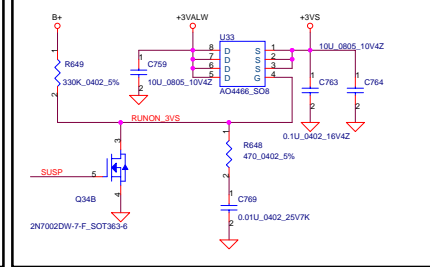 B+
+3VALW
+3VS
U33
R649
330K_0402_5%
1
2
C759
10U_0805_10V4Z
1
2
8 D S 1
7 D S 2
6 D S 3
5 D G 4
AO4466_SO8
10U_0805_10V4Z
C763
1
2
C764
1
2
0.1U_0402_16V4Z
RUNON_3VS
R648
470_0402_5%
1
2
SUSP
5
3
4
Q34B
2N7002DW-7-F_SOT363-6
C769
0.01U_0402_25V7K
1
2